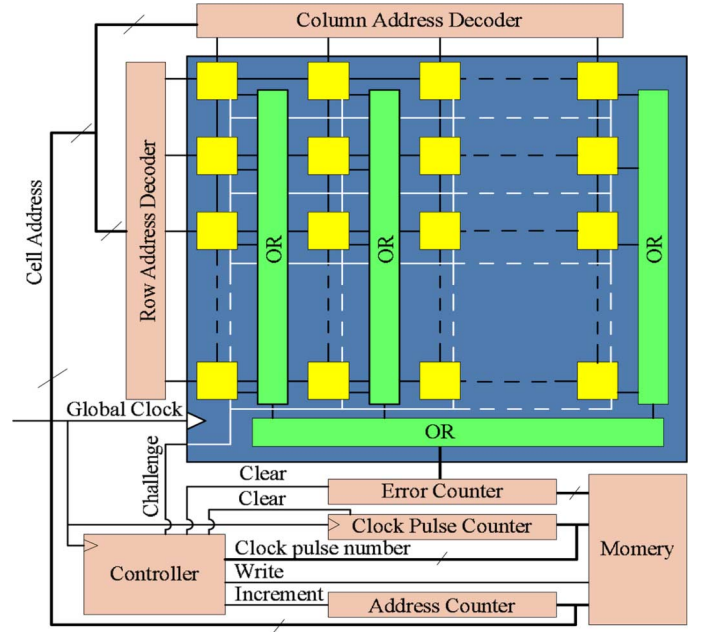 Column Address Decoder
Cell Address
Row Address Decoder
OR
OR
OR
Global Clock
OR
Challenge
Clear
Error Counter
Clear
Clock Pulse Counter
Clock pulse number
Controller
Write
Increment
Address Counter
Momery